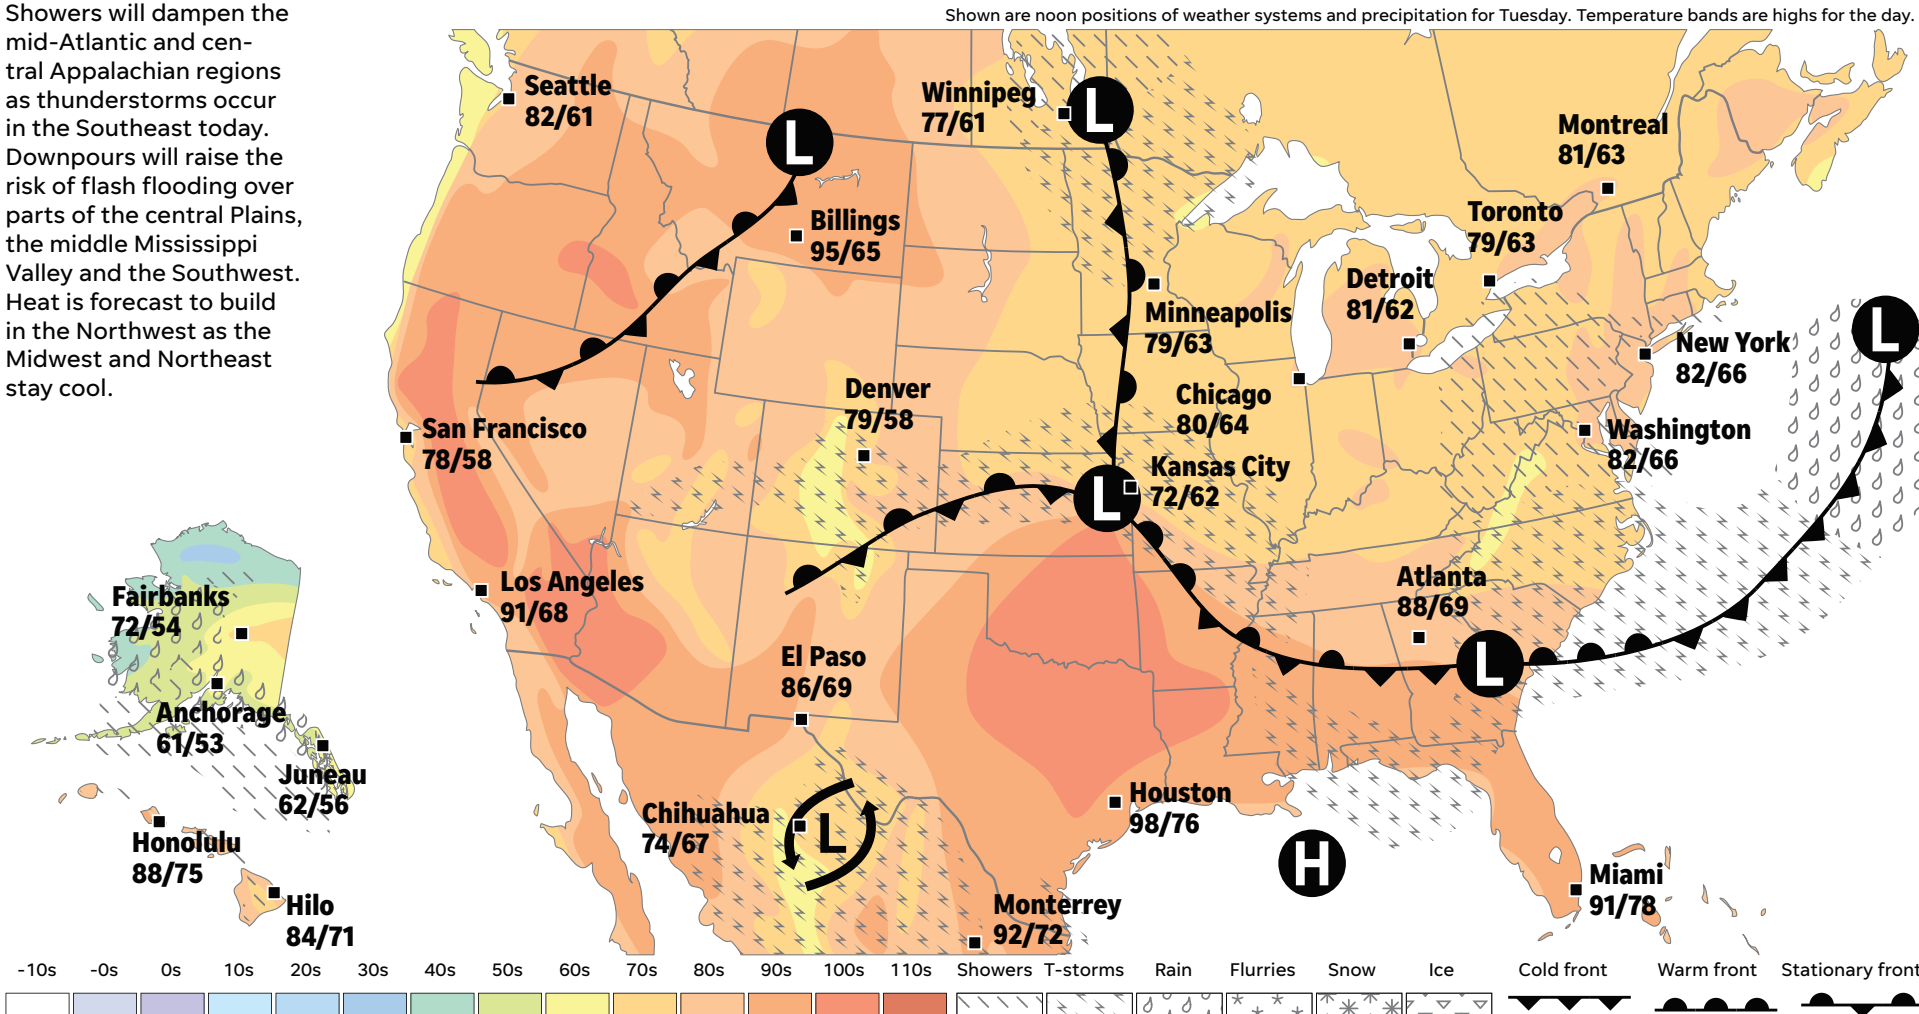 Showers will dampen the
mid-Atlantic and cen-
tral Appalachian regions
as thunderstorms occur
in the Southeast today.
Downpours will raise the
risk of flash flooding over
parts of the central Plains,
the middle Mississippi
Valley and the Southwest.
Heat is forecast to build
in the Northwest as the
Midwest and Northeast
stay cool.
Shown are noon positions of weather systems and precipitation for Tuesday. Temperature bands are highs for the day.
Seattle
82/61
L
Billings
95/65
Winnipeg
77/61
L
Montreal
81/63
Toronto
79/63
Detroit
81/62
Minneapolis
79/63
New York
82/66
L
Denver
79/58
Chicago
80/64
San Francisco
78/58
Washington
82/66
Kansas City
72/62
L
Los Angeles
91/68
Atlanta
88/69
L
Fairbanks
72/54
El Paso
86/69
Anchorage
61/53
Juneau
62/56
Chihuahua
74/67
L
Houston
98/76
H
Honolulu
88/75
Hilo
84/71
Monterrey
92/72
Miami
91/78
-10s -0s 0s 10s 20s 30s 40s 50s 60s 70s 80s 90s 100s 110s Showers T-storms Rain Flurries Snow Ice Cold front Warm front Stationary front